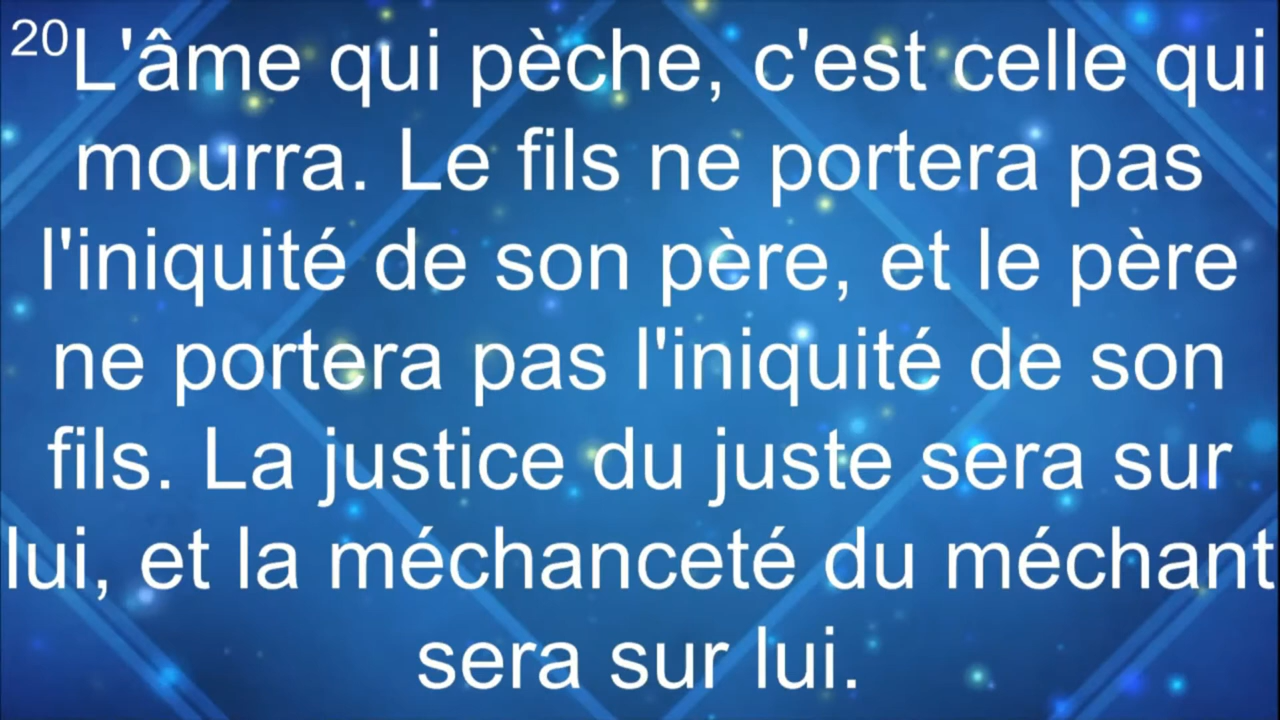 20L'âme qui pèche, c'est celle qui
mourra. Le fils ne portera pas
l'iniquité de son père, et le père
ne portera pas l'iniquité de son
fils. La justice du juste sera sur
lui, et la méchanceté du méchant
sera sur lui.